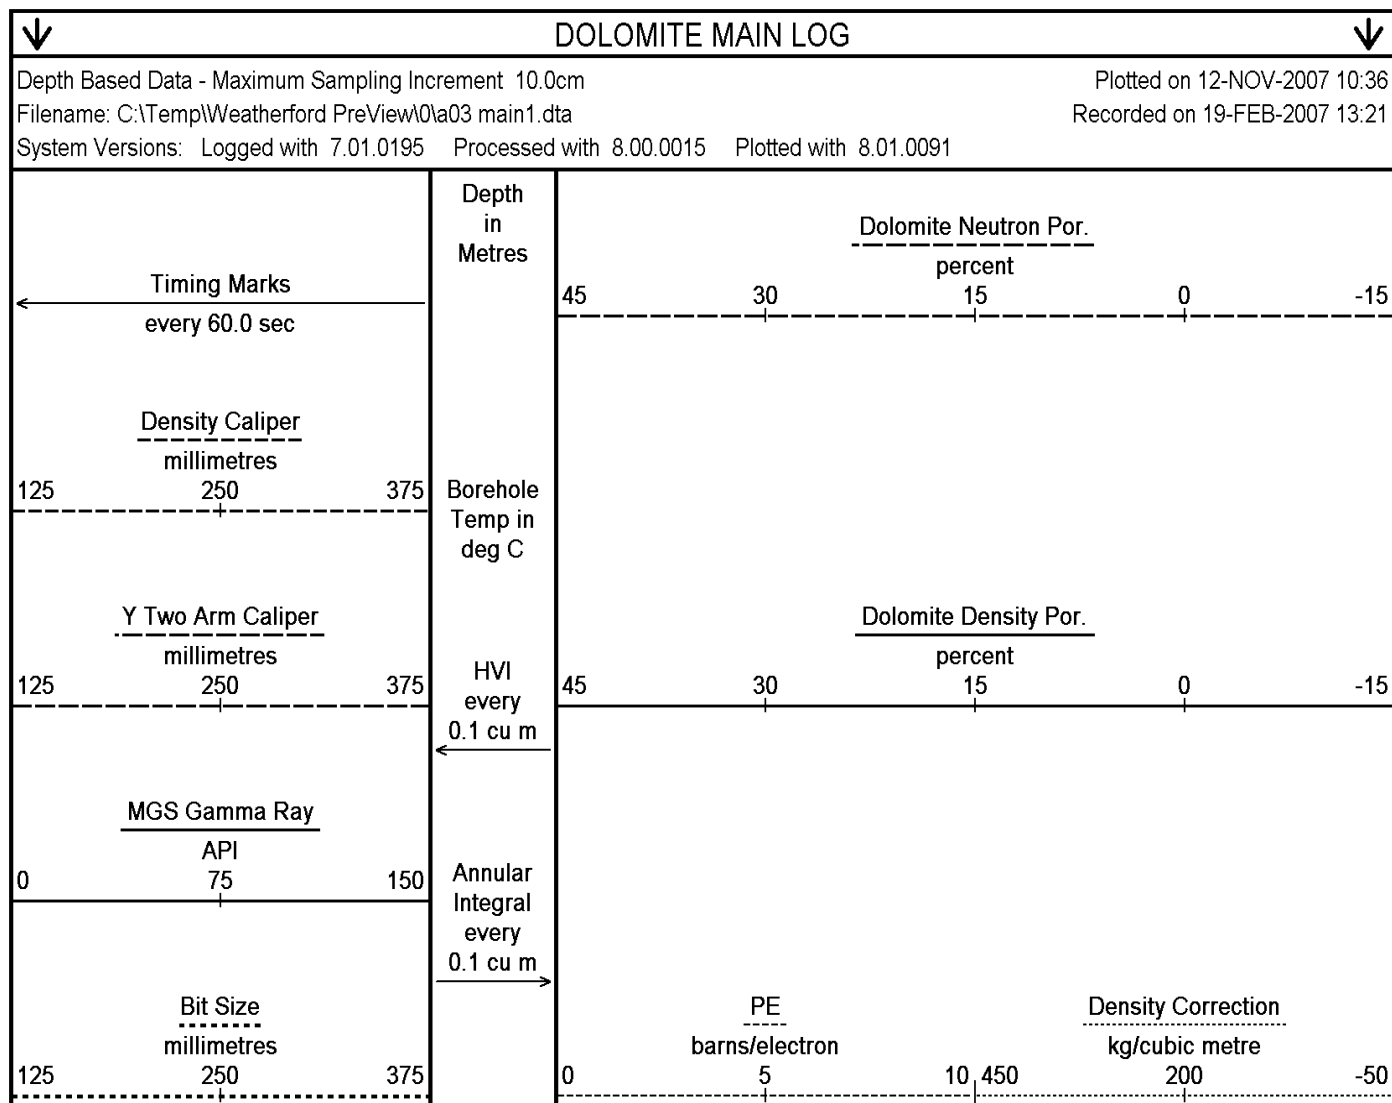 DOLOMITE MAIN LOG
Depth Based Data - Maximum Sampling Increment 10.0cm
Plotted on 12-NOV-2007 10:36
Filename: C:\Temp\Weatherford PreView\0\a03 main1.dta
Recorded on 19-FEB-2007 13:21
System Versions: Logged with 7.01.0195 Processed with 8.00.0015 Plotted with 8.01.0091
Timing Marks
every 60.0 sec
Density Caliper
millimetres
125 250 375
Y Two Arm Caliper
millimetres
125 250 375
MGS Gamma Ray
API
0 75 150
Bit Size
millimetres
125 250 375
Depth
in
Metres
Borehole
Temp in
deg C
HVI
every
0.1 cu m
Annular
Integral
every
0.1 cu m
Dolomite Neutron Por.
percent
45 30 15 0 -15
Dolomite Density Por.
percent
45 30 15 0 -15
PE
barns/electron
0 5 10
Density Correction
kg/cubic metre
450 200 -50